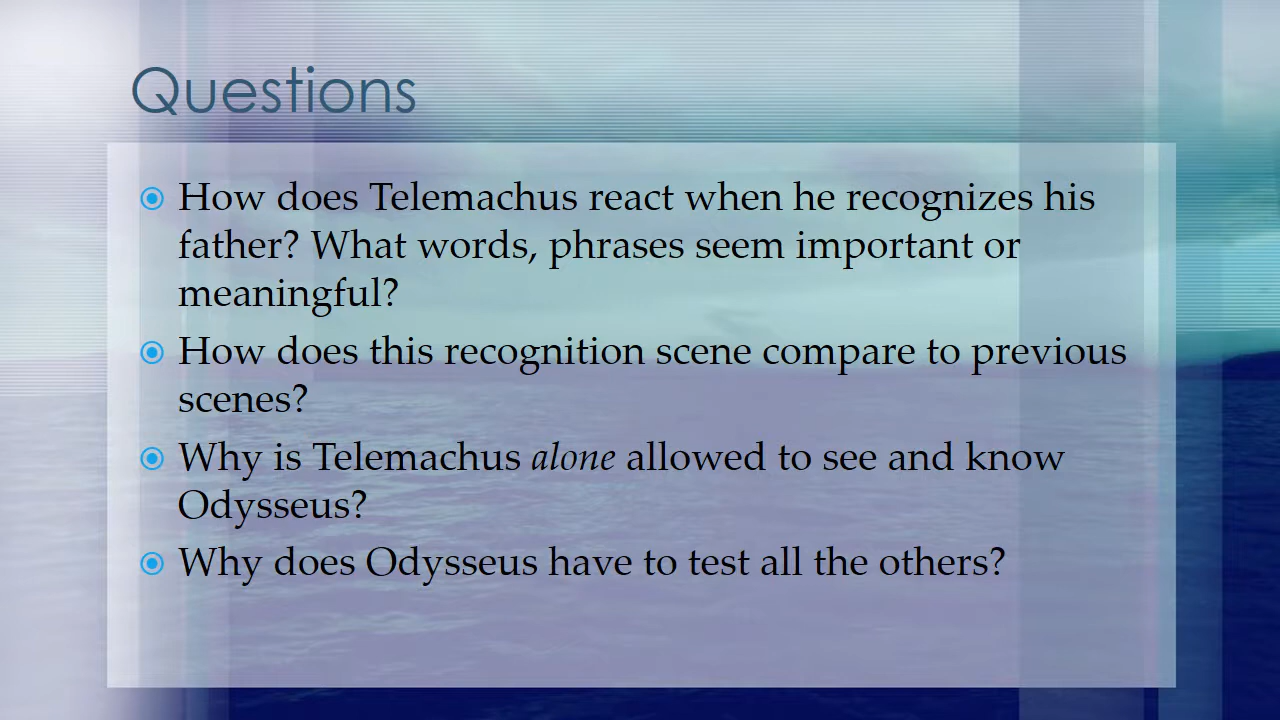 Questions
How does Telemachus react when he recognizes his
father? What words, phrases seem important or
meaningful?
How does this recognition scene compare to previous
scenes?
Why is Telemachus alone allowed to see and know
Odysseus?
Why does Odysseus have to test all the others?